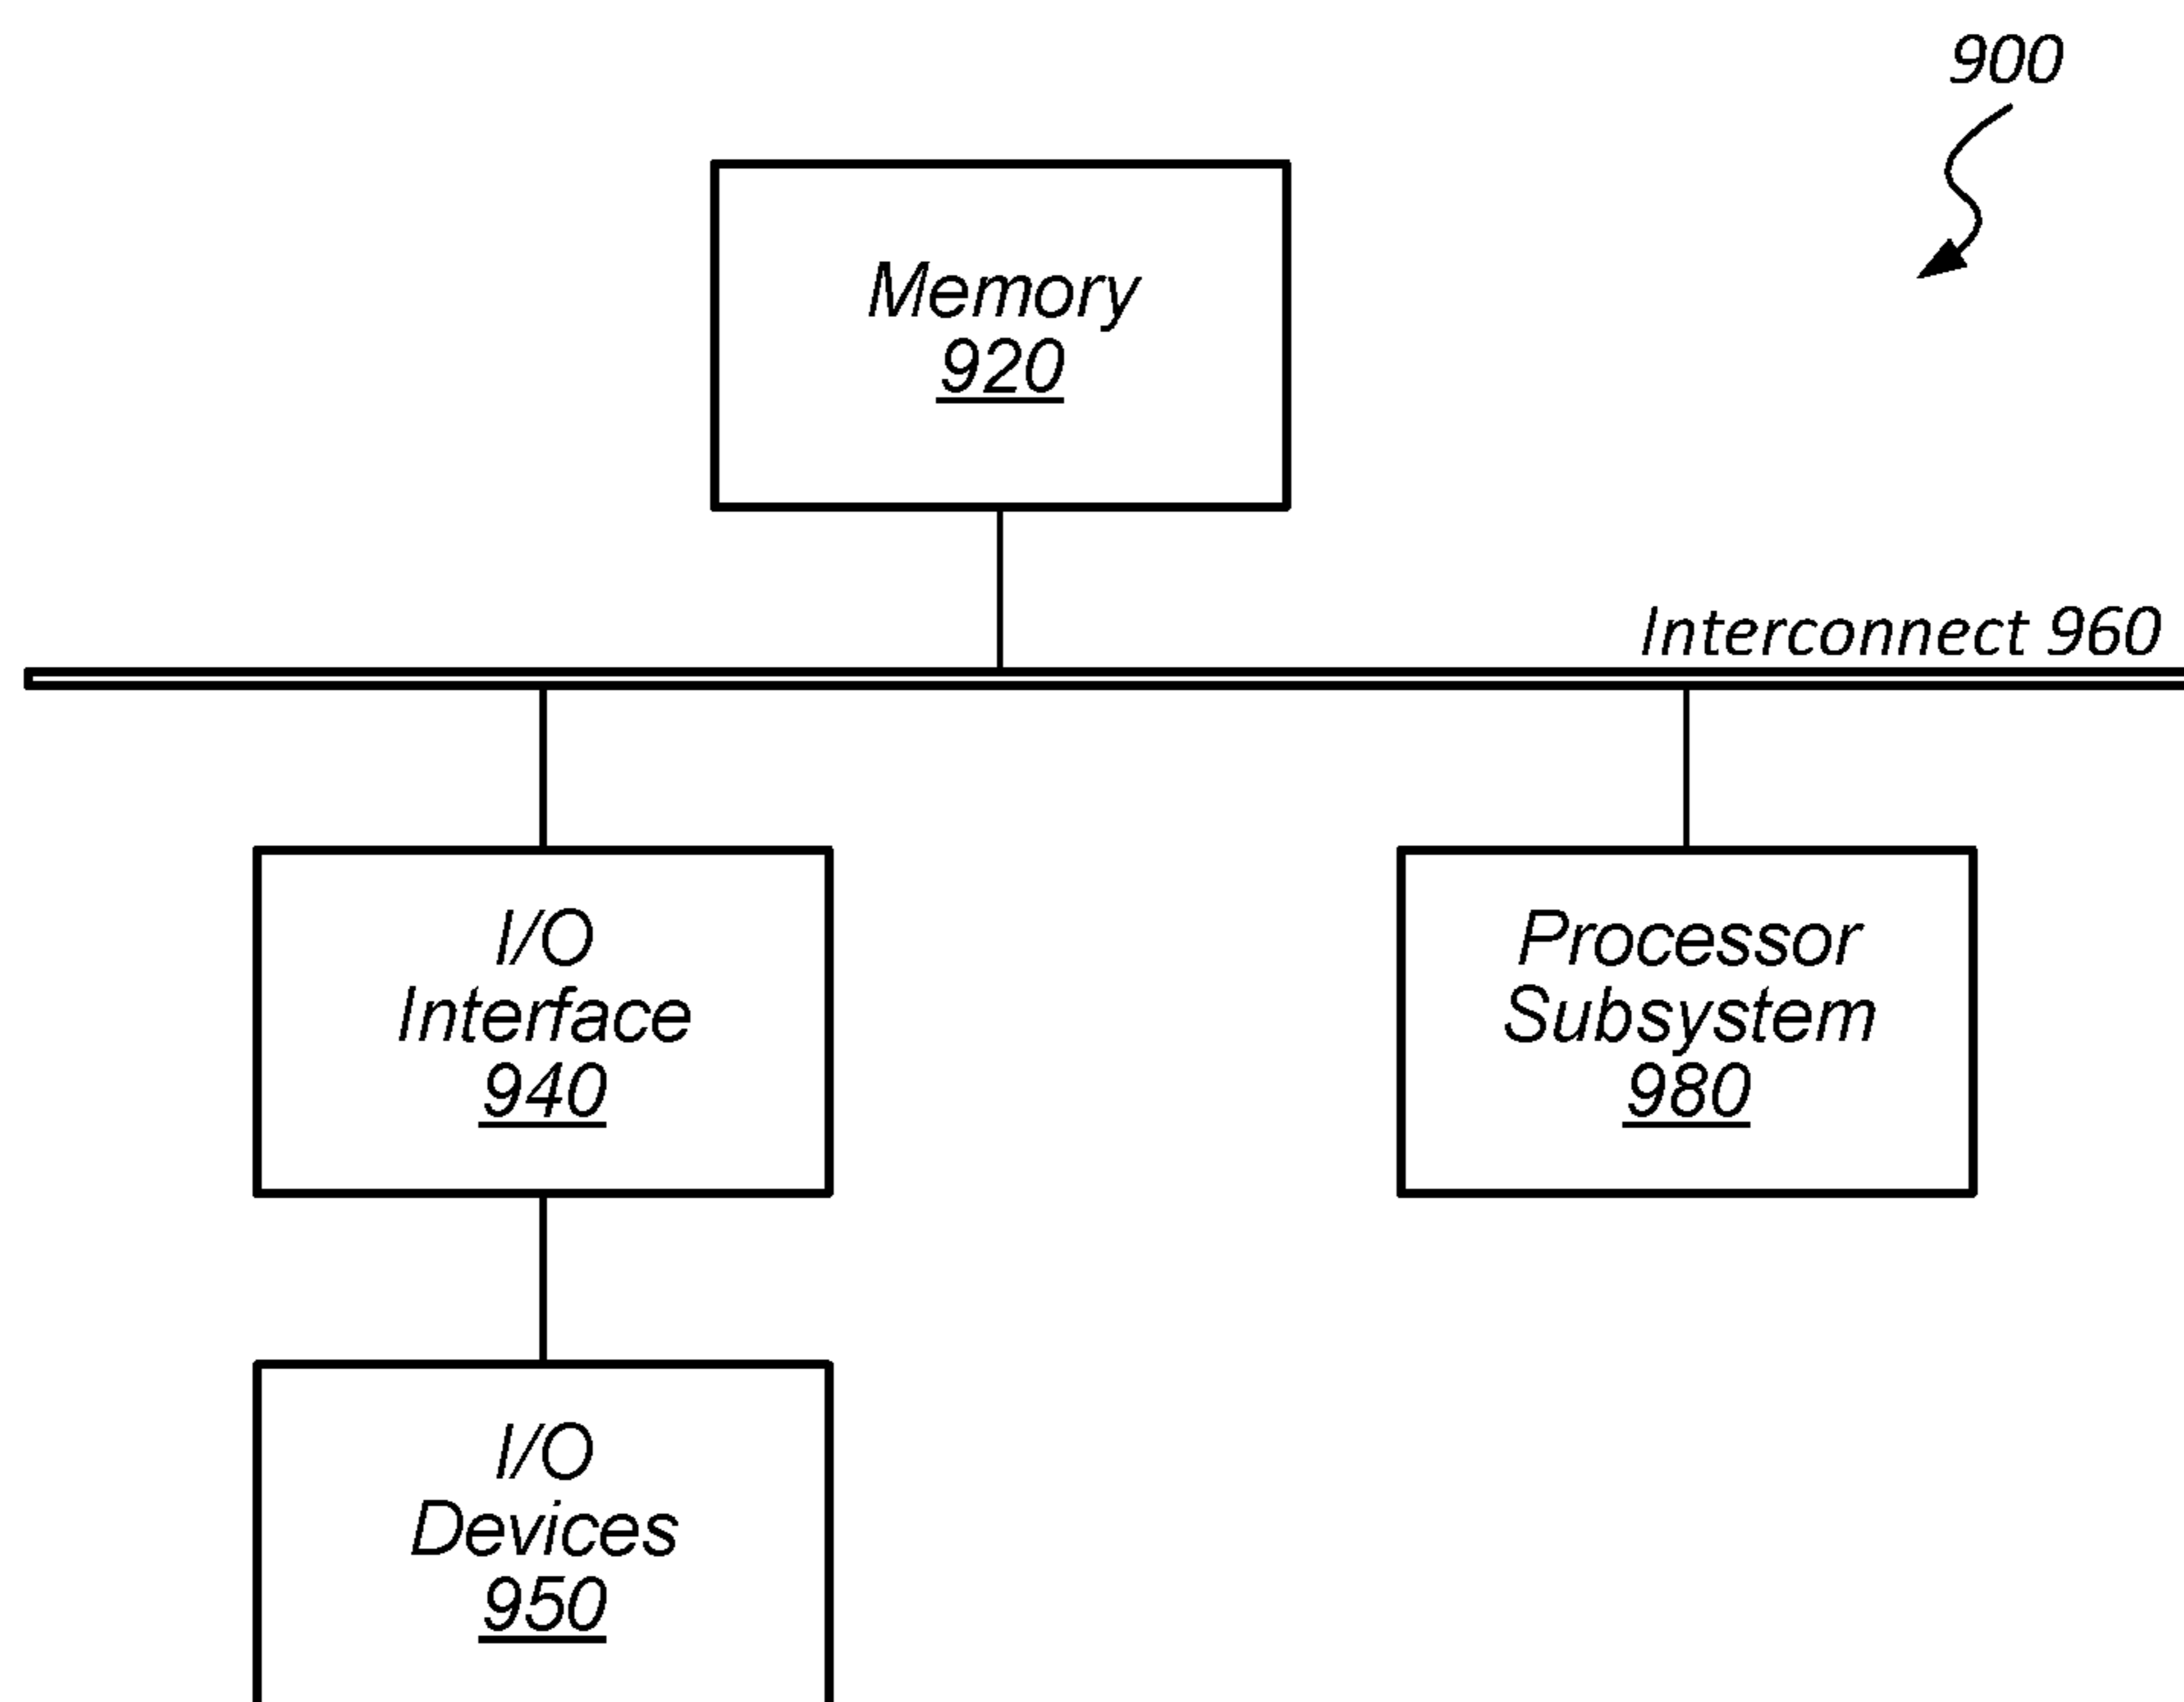 900
Memory
920
Interconnect 960
I/O
Interface
940
Processor
Subsystem
980
I/O
Devices
950